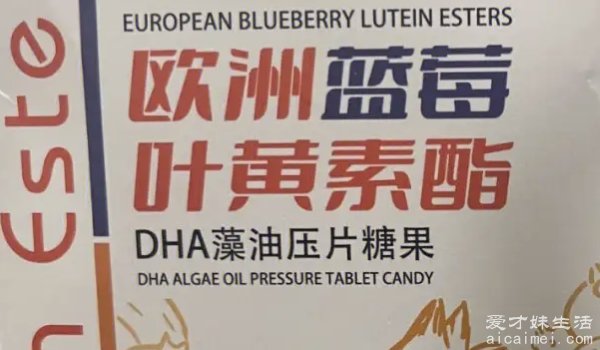 EUROPEAN BLUEBERRY LUTEIN ESTERS
欧洲蓝莓
叶黄素酯
DHA藻油压片糖果
DHA ALGAE OIL PRESSURE TABLET CANDY
n Este
爱才妹生活
aicaimei.com